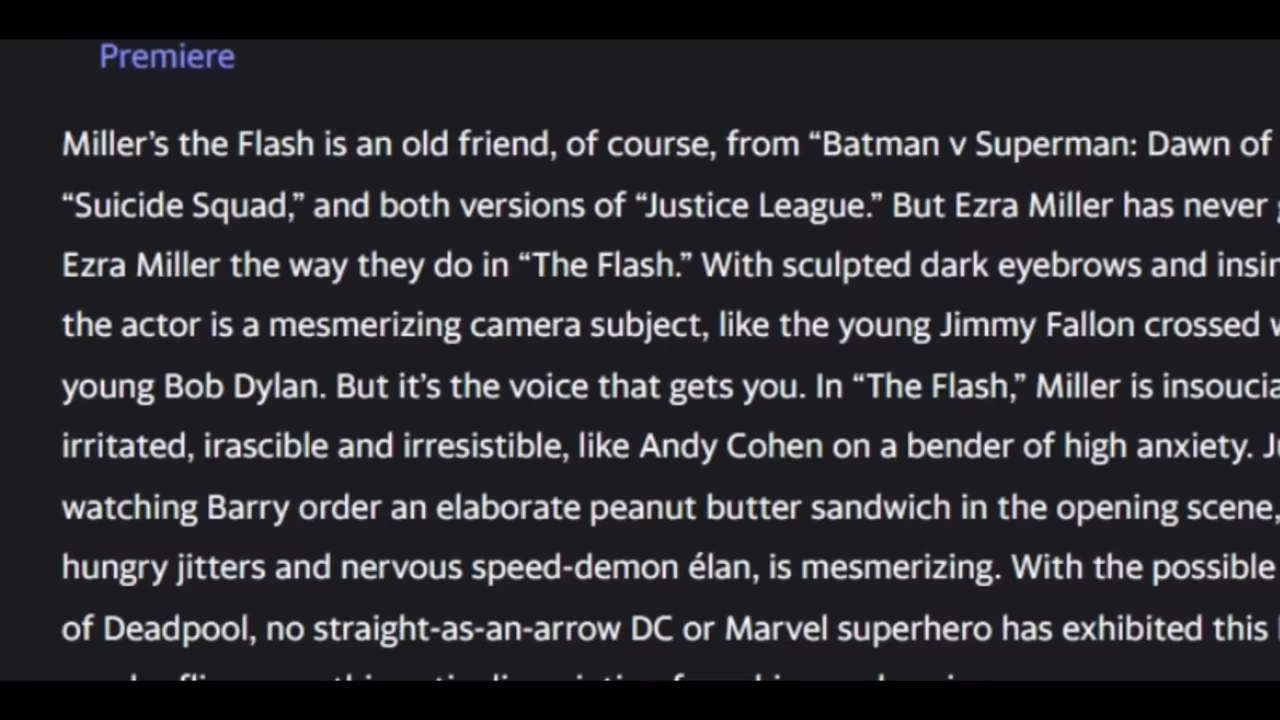 Premiere
Miller’s the Flash is an old friend, of course, from “Batman v Superman: Dawn of
“Suicide Squad,” and both versions of “Justice League.” But Ezra Miller has never
Ezra Miller the way they do in “The Flash.” With sculpted dark eyebrows and
the actor is a mesmerizing camera subject, like the young Jimmy Fallon crossed
young Bob Dylan. But it’s the voice that gets you. In “The Flash,” Miller is
irritated, irascible and irresistible, like Andy Cohen on a bender of high anxiety.
watching Barry order an elaborate peanut butter sandwich in the opening scene,
hungry jitters and nervous speed-demon élan, is mesmerizing. With the possible
of Deadpool, no straight-as-an-arrow DC or Marvel superhero has exhibited this